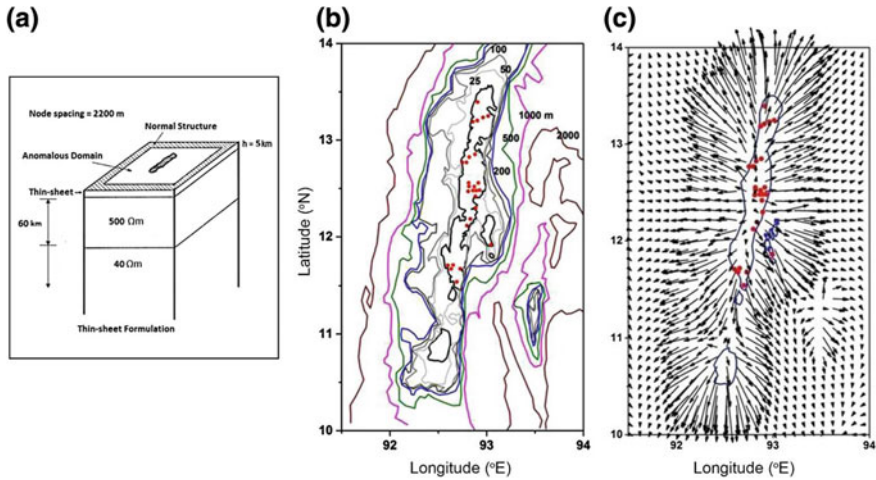 (a)
Node spacing = 2200 m
Normal Structure
Anomalous Domain
h = 5km
Thin-sheet
60 km
500 Ωm
40 Ωm
Thin-sheet Formulation
(b)
14
13
12
11
10
Latitude (°N)
100
50
25
1000 m
2000
500
200
92
93
94
Longitude (°E)
(c)
14
13
12
11
10
92
93
94
Longitude (°E)